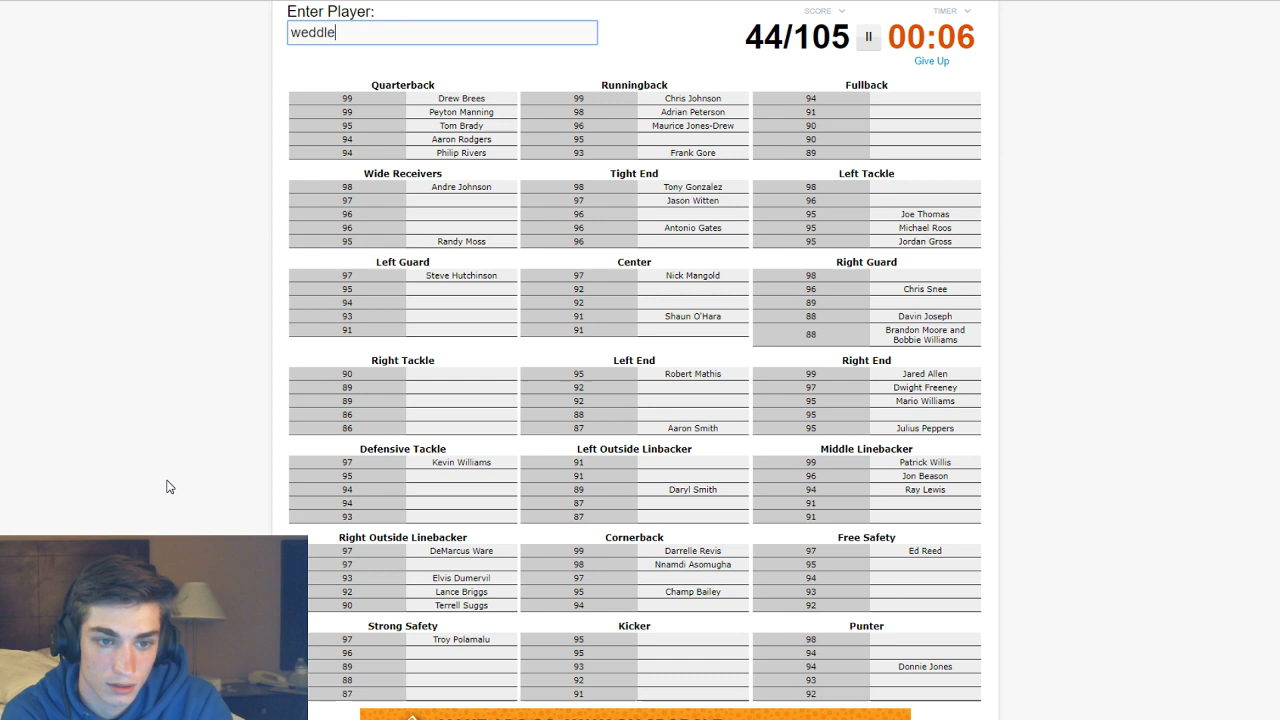 Enter Player:
SCORE
TIMER
weddle
44/105
00:06
Give Up
Quarterback
99 Drew Brees
99 Peyton Manning
95 Tom Brady
94 Aaron Rodgers
94 Philip Rivers
Runningback
99 Chris Johnson
98 Adrian Peterson
96 Maurice Jones-Drew
95
93 Frank Gore
Fullback
94
91
90
90
89
Wide Receivers
98 Andre Johnson
97
96
96
95 Randy Moss
Tight End
98 Tony Gonzalez
97 Jason Witten
96
96 Antonio Gates
96
Left Tackle
98
96
95 Joe Thomas
95 Michael Roos
95 Jordan Gross
Left Guard
97 Steve Hutchinson
95
94
93
91
Center
97 Nick Mangold
92
92
91 Shaun O'Hara
91
Right Guard
98
96 Chris Snee
89
88 Davin Joseph
88 Brandon Moore and
Bobbie Williams
Right Tackle
90
89
89
86
86
Left End
95 Robert Mathis
92
92
88
87 Aaron Smith
Right End
99 Jared Allen
97 Dwight Freeney
95 Mario Williams
95
95 Julius Peppers
Defensive Tackle
97 Kevin Williams
95
94
94
93
Left Outside Linbacker
91
91
89 Daryl Smith
87
87
Middle Linebacker
99 Patrick Willis
96 Jon Beason
94 Ray Lewis
91
91
Right Outside Linebacker
97 DeMarcus Ware
97
93 Elvis Dumervil
92 Lance Briggs
90 Terrell Suggs
Cornerback
99 Darrelle Revis
98 Nnamdi Asomugha
97
95 Champ Bailey
94
Free Safety
97 Ed Reed
95
94
93
92
Strong Safety
97 Troy Polamalu
96
89
88
87
Kicker
95
95
93
92
91
Punter
98
94
94 Donnie Jones
93
92